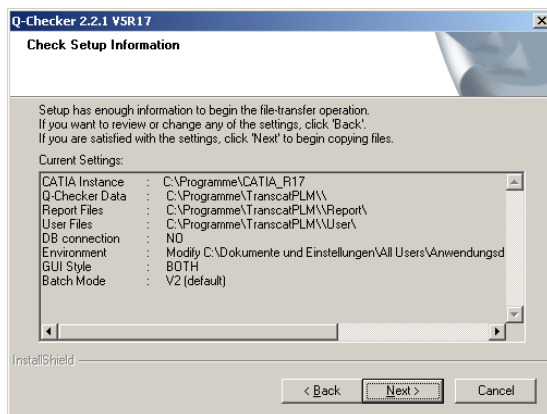 Q-Checker 2.2.1 V5R17
Check Setup Information
Setup has enough information to begin the file-transfer operation.
If you want to review or change any of the settings, click 'Back'.
If you are satisfied with the settings, click 'Next' to begin copying files.
Current Settings:
CATIA Instance : C:\Programme\CATIA_R17
Q-Checker Data : C:\Programme\TranscatPLM\\
Report Files : C:\Programme\TranscatPLM\\Report\
User Files : C:\Programme\TranscatPLM\\User\
DB connection : NO
Environment : Modify C:\Dokumente und Einstellungen\All Users\Anwendungsd
GUI Style : BOTH
Batch Mode : V2 (default)
InstallShield
< Back Next > Cancel